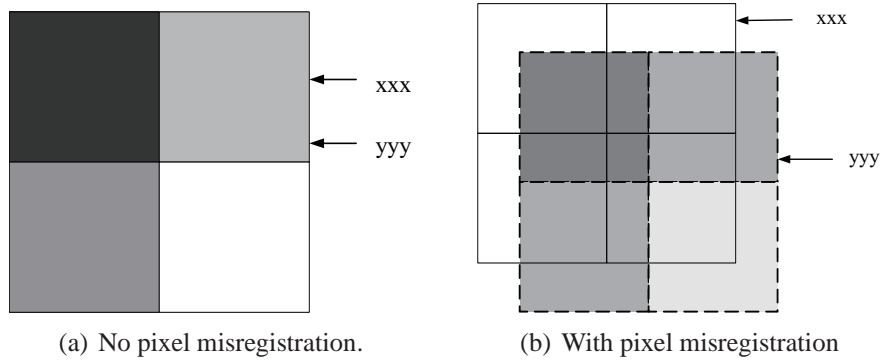 xxx
yyy
xxx
yyy
(a) No pixel misregistration.
(b) With pixel misregistration